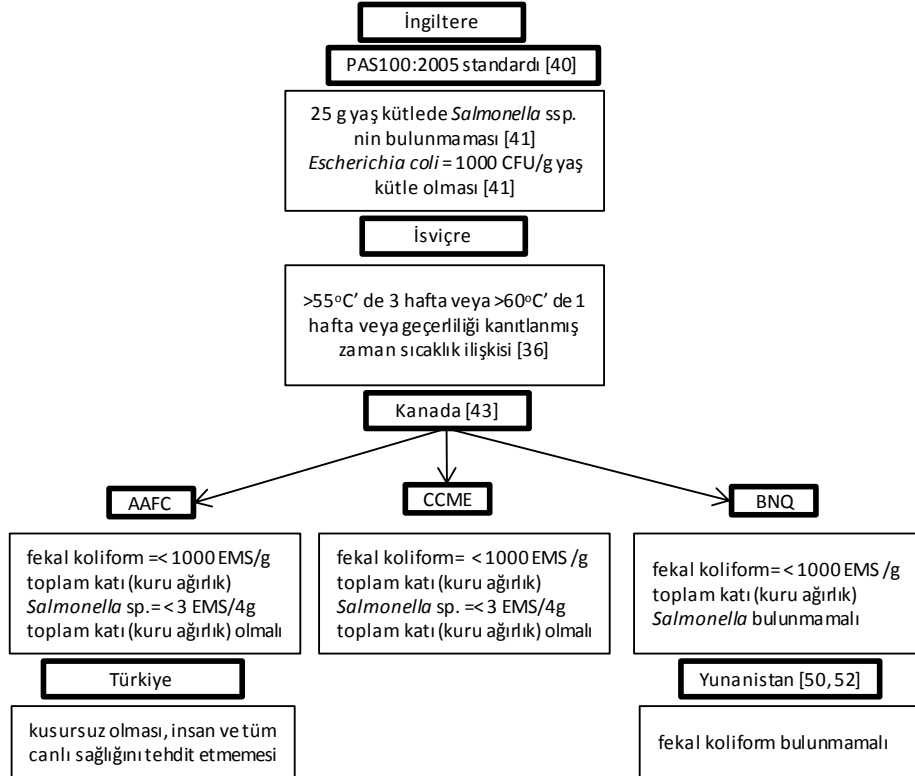 İngiltere
PAS100:2005 standardı [40]
25 g yaş kütlede Salmonella ssp.
nin bulunmaması [41]
Escherichia coli = 1000 CFU/g yaş
kütle olması [41]
İsviçre
>55°C' de 3 hafta veya >60°C' de 1
hafta veya geçerliliği kanıtlanmış
zaman sıcaklık ilişkisi [36]
Kanada [43]
AAFC
fekal koliform =< 1000 EMS/g
toplam katı (kuru ağırlık)
Salmonella sp.=< 3 EMS/4g
toplam katı (kuru ağırlık) olmalı
CCME
fekal koliform= < 1000 EMS /g
toplam katı (kuru ağırlık)
Salmonella sp. =< 3 EMS/4g
toplam katı (kuru ağırlık) olmalı
BNQ
fekal koliform= < 1000 EMS /g
toplam katı (kuru ağırlık)
Salmonella bulunmamalı
Türkiye
kusursuz olması, insan ve tüm
canlı sağlığını tehdit etmemesi
Yunanistan [50, 52]
fekal koliform bulunmamalı